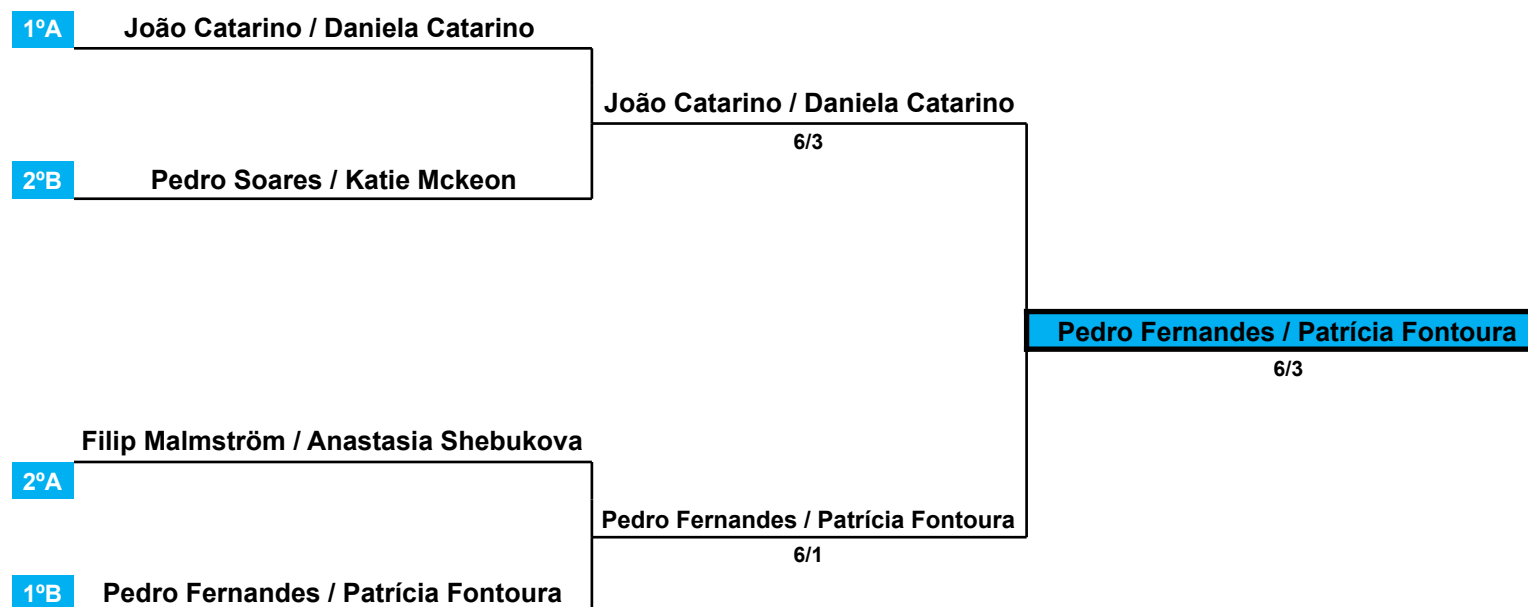 1ºA João Catarino / Daniela Catarino
João Catarino / Daniela Catarino
6/3
2ºB Pedro Soares / Katie Mckeon
Pedro Fernandes / Patrícia Fontoura
6/3
Filip Malmström / Anastasia Shebukova
2ºA
Pedro Fernandes / Patrícia Fontoura
6/1
1ºB Pedro Fernandes / Patrícia Fontoura